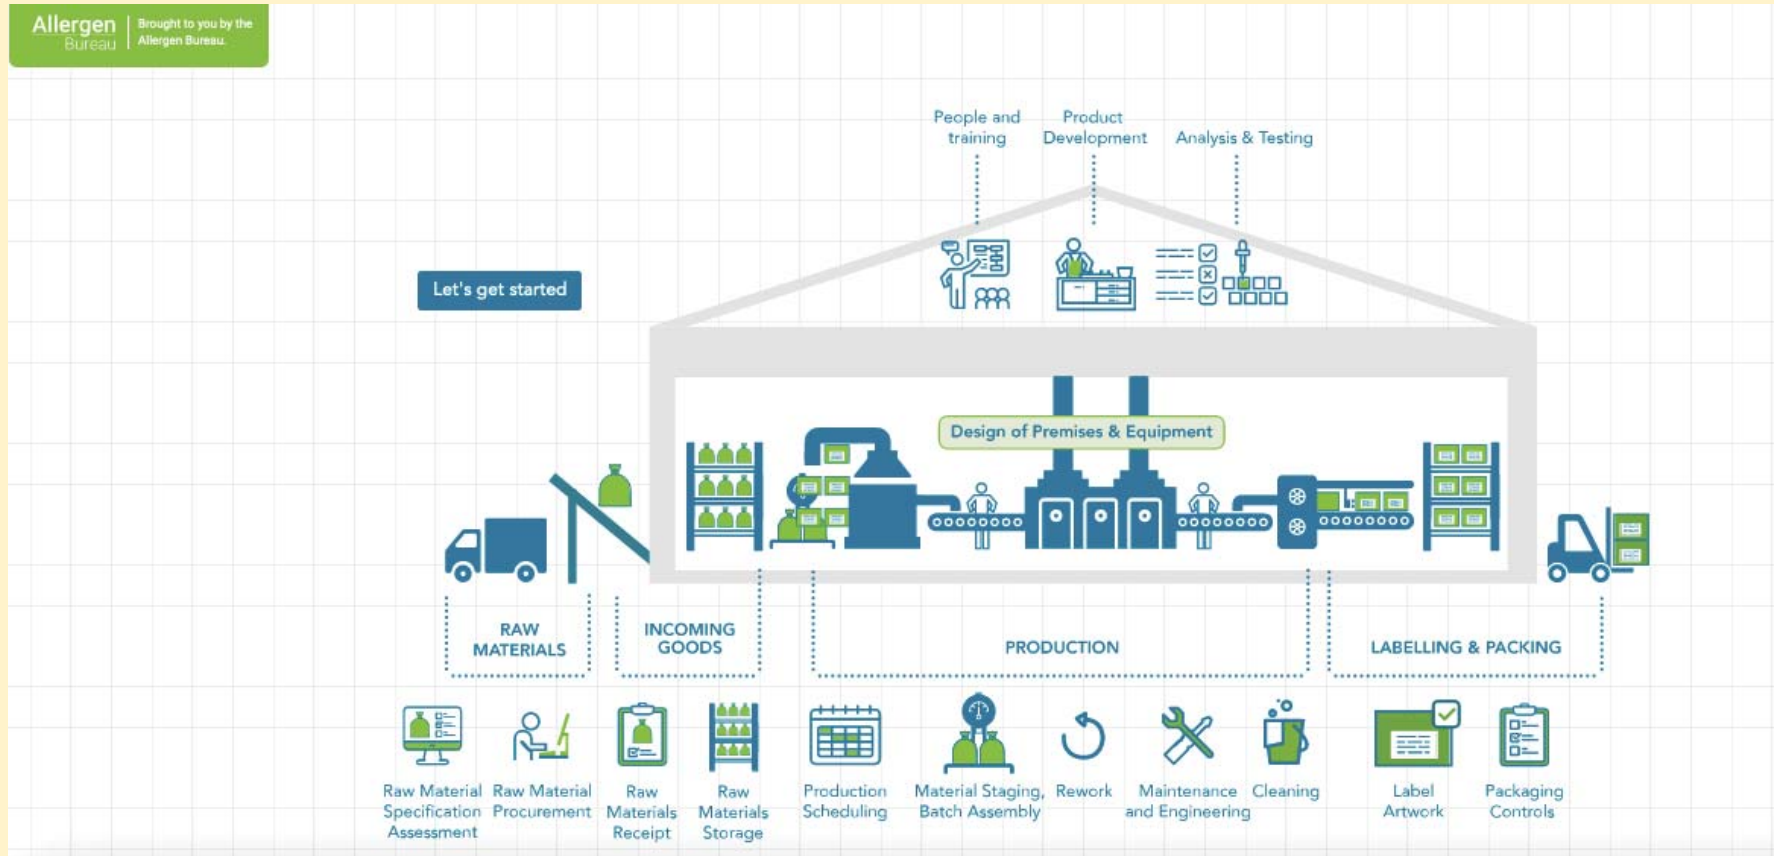 Allergen
Bureau
Brought to you by the
Allergen Bureau.
People and
training
Product
Development
Analysis & Testing
Let's get started
Design of Premises & Equipment
RAW
MATERIALS
INCOMING
GOODS
PRODUCTION
LABELLING & PACKING
Raw Material
Specification
Assessment
Raw Material
Procurement
Raw
Materials
Receipt
Raw
Materials
Storage
Production
Scheduling
Material Staging,
Batch Assembly
Rework
Maintenance
and Engineering
Cleaning
Label
Artwork
Packaging
Controls